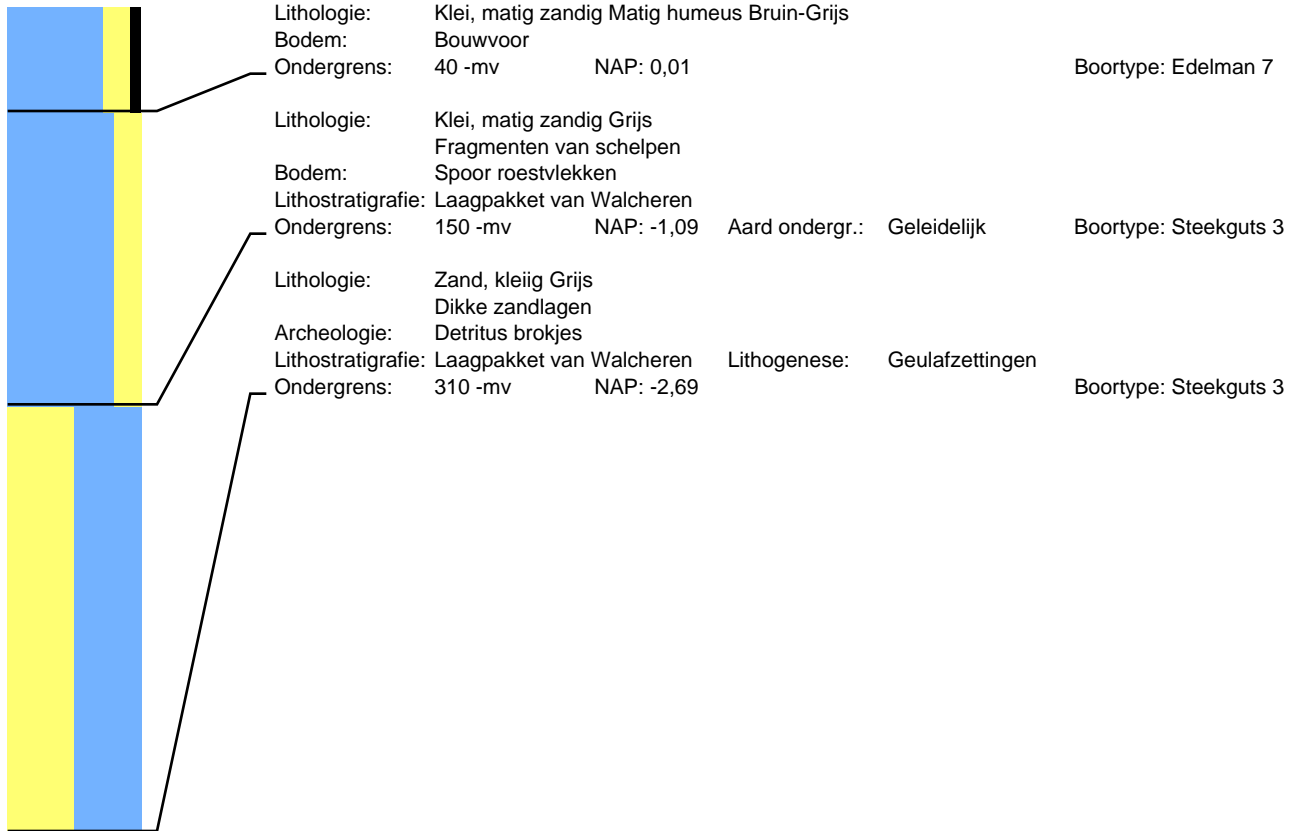 Lithologie: Klei, matig zandig Matig humeus Bruin-Grijs
Bodem: Bouwvoor
Ondergrens: 40 -mv NAP: 0,01 Boortype: Edelman 7
Lithologie: Klei, matig zandig Grijs
Fragmenten van schelpen
Bodem: Spoor roestvlekken
Lithostratigrafie: Laagpakket van Walcheren
Ondergrens: 150 -mv NAP: -1,09 Aard ondergr.: Geleidelijk Boortype: Steekguts 3
Lithologie: Zand, kleiig Grijs
Dikke zandlagen
Archeologie: Detritus brokjes
Lithostratigrafie: Laagpakket van Walcheren Lithogenese: Geulafzettingen
Ondergrens: 310 -mv NAP: -2,69 Boortype: Steekguts 3